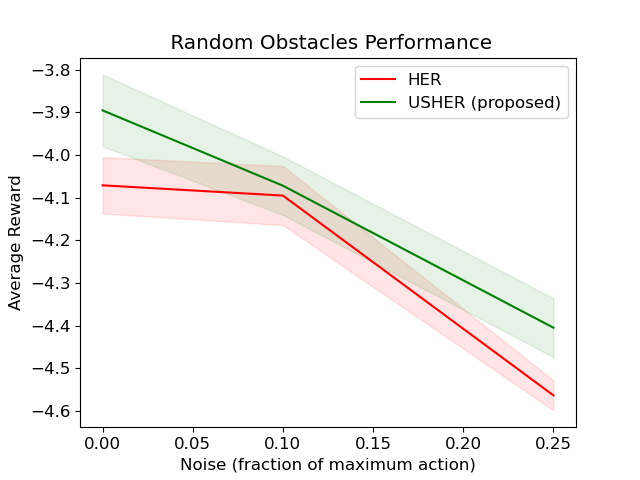 Random Obstacles Performance
HER
USHER (proposed)
−3.8
−3.9
−4.0
−4.1
−4.2
−4.3
−4.4
−4.5
−4.6
Average Reward
0.00 0.05 0.10 0.15 0.20 0.25
Noise (fraction of maximum action)